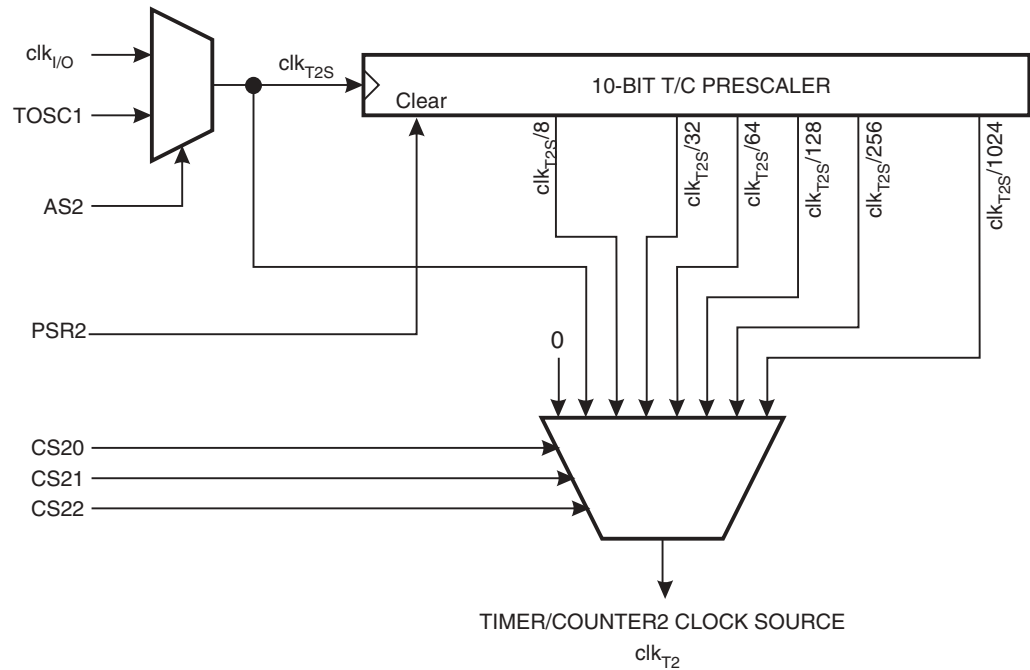 clkI/O
TOSC1
AS2
clkT2S
10-BIT T/C PRESCALER
Clear
clkT2S/8
clkT2S/32
clkT2S/64
clkT2S/128
clkT2S/256
clkT2S/1024
PSR2
0
CS20
CS21
CS22
TIMER/COUNTER2 CLOCK SOURCE
clkT2